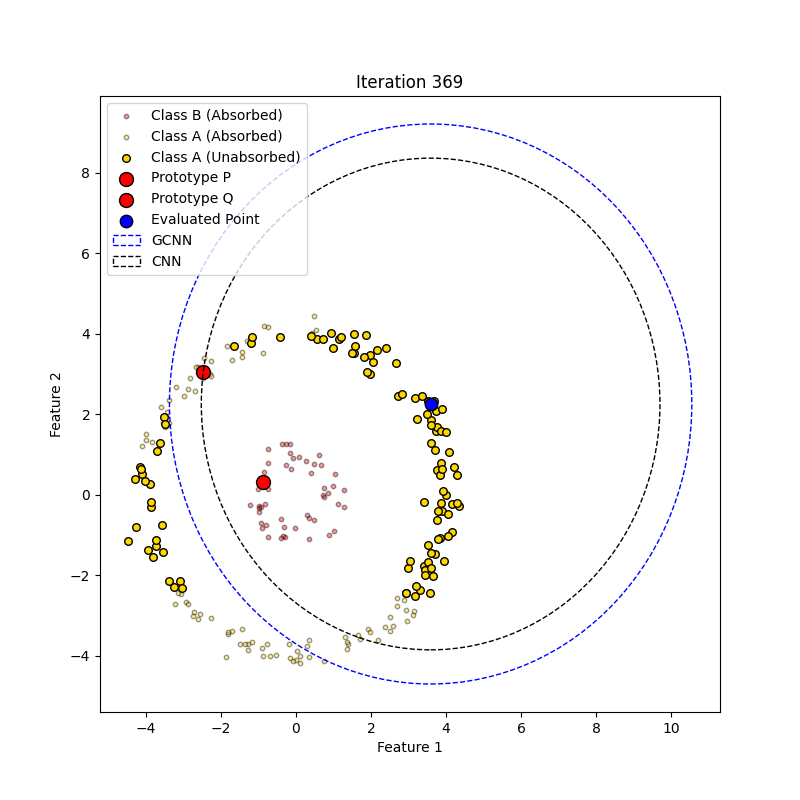 Iteration 369
Class B (Absorbed)
Class A (Absorbed)
Class A (Unabsorbed)
Prototype P
Prototype Q
Evaluated Point
GCNN
CNN
8
6
4
2
0
−2
−4
Feature 2
−4 −2 0 2 4 6 8 10
Feature 1